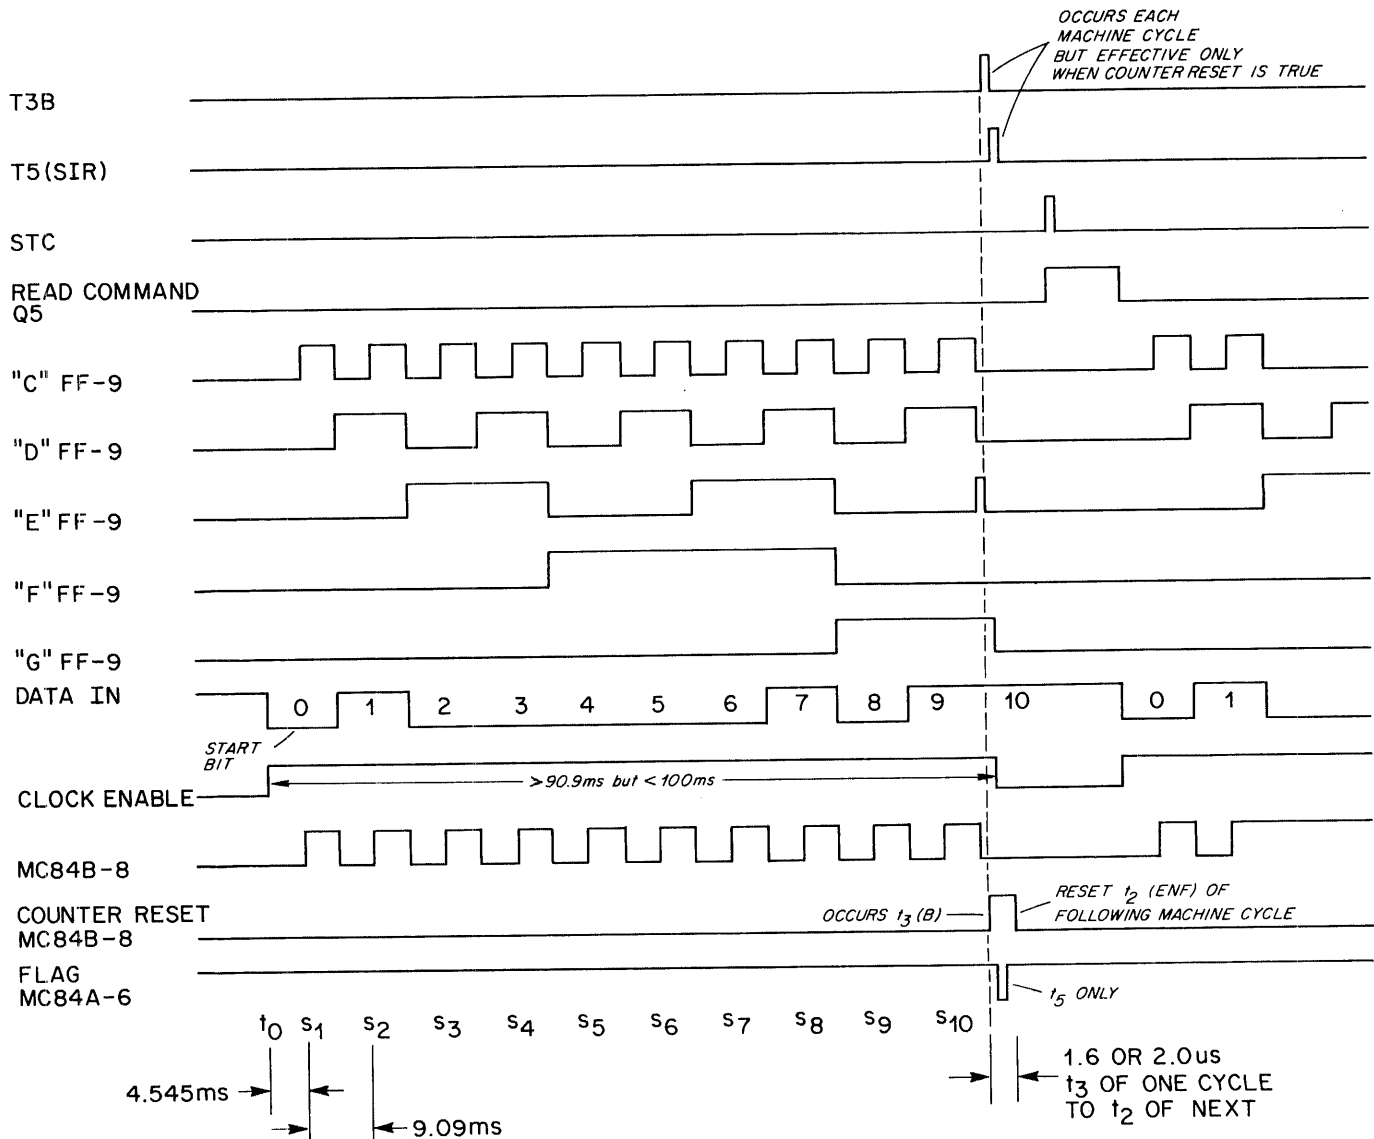 OCCURS EACH
MACHINE CYCLE
BUT EFFECTIVE ONLY
WHEN COUNTER RESET IS TRUE
T3B
T5(SIR)
STC
READ COMMAND
Q5
"C" FF-9
"D" FF-9
"E" FF-9
"F" FF-9
"G" FF-9
DATA IN
0 1 2 3 4 5 6 7 8 9 10 0 1
START
BIT
>90.9ms but <100ms
CLOCK ENABLE
MC84B-8
COUNTER RESET
MC84B-8
OCCURS t3(B)
RESET t2 (ENF) OF
FOLLOWING MACHINE CYCLE
FLAG
MC84A-6
t5 ONLY
t0 S1 S2 S3 S4 S5 S6 S7 S8 S9 S10
4.545ms
9.09ms
1.6 OR 2.0us
t3 OF ONE CYCLE
TO t2 OF NEXT